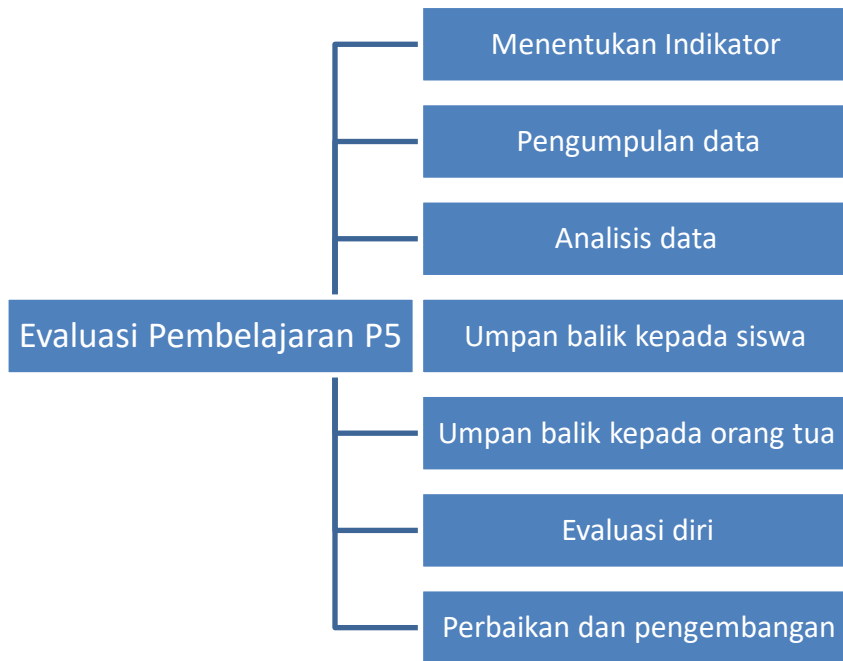 Evaluasi Pembelajaran P5
Menentukan Indikator
Pengumpulan data
Analisis data
Umpan balik kepada siswa
Umpan balik kepada orang tua
Evaluasi diri
Perbaikan dan pengembangan